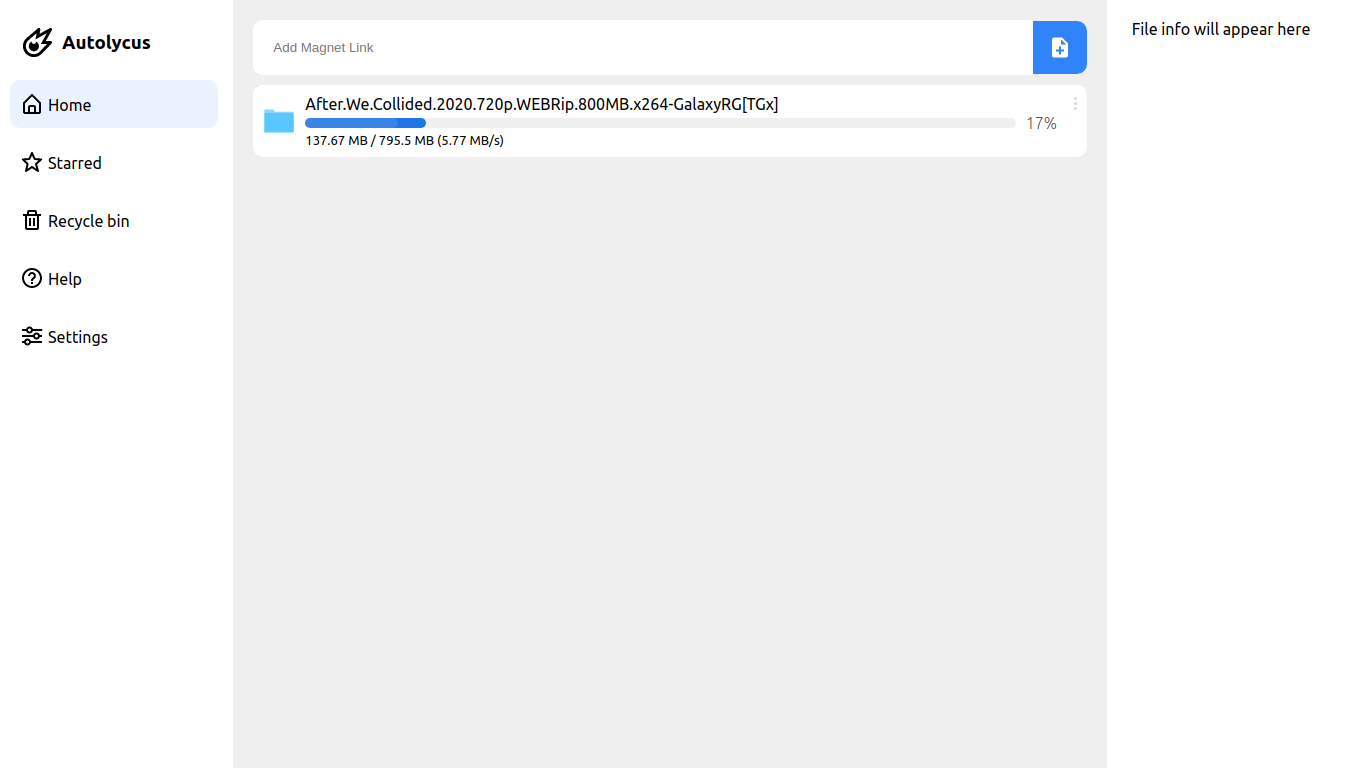 Autolycus
Home
Starred
Recycle bin
Help
Settings
Add Magnet Link
After.We.Collided.2020.720p.WEBRip.800MB.x264-GalaxyRG[TGx]
17%
137.67 MB / 795.5 MB (5.77 MB/s)
File info will appear here